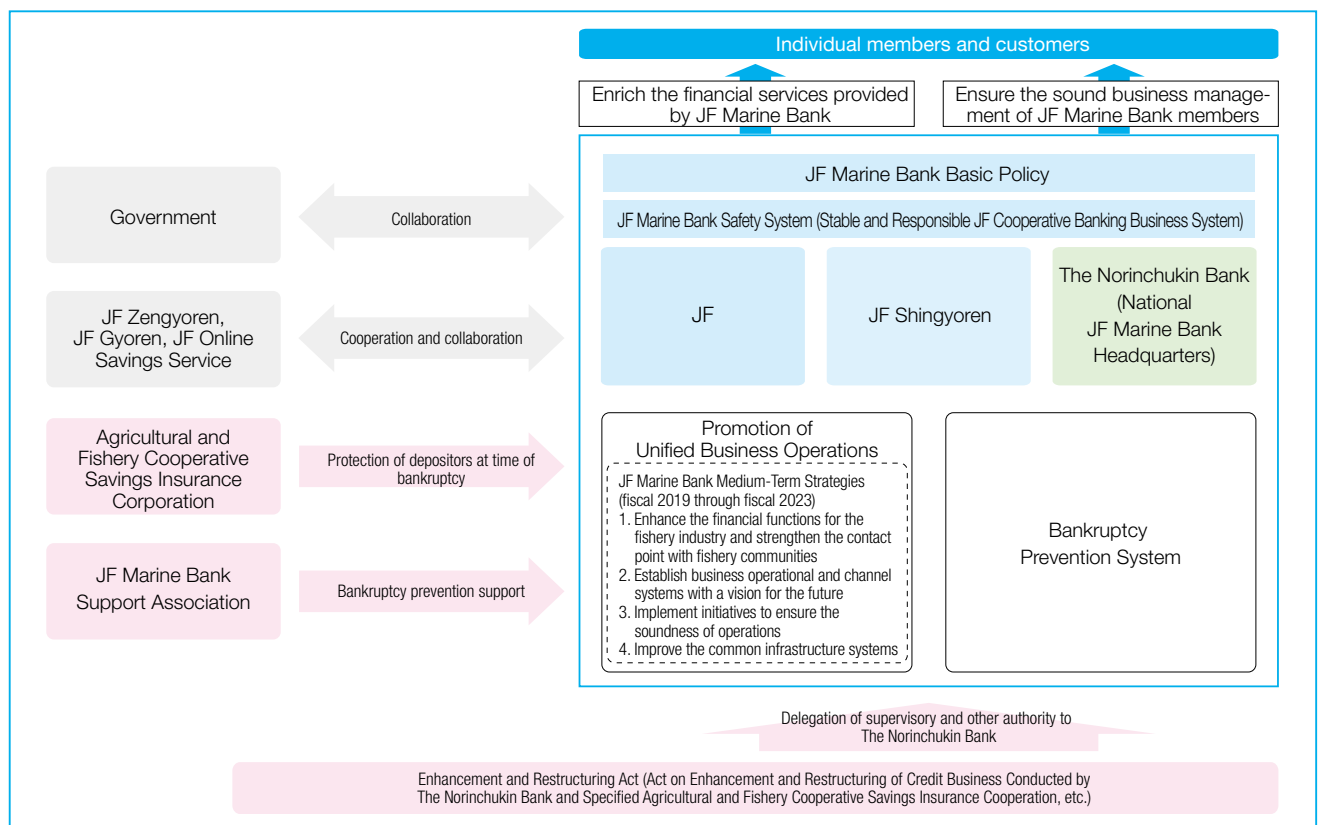 Individual members and customers
Enrich the financial services provided
by JF Marine Bank
Ensure the sound business manage-
ment of JF Marine Bank members
Government
Collaboration
JF Marine Bank Basic Policy
JF Marine Bank Safety System (Stable and Responsible JF Cooperative Banking Business System)
JF
JF Shingyoren
The Norinchukin Bank
(National
JF Marine Bank
Headquarters)
JF Zengyoren,
JF Gyoren, JF Online
Savings Service
Cooperation and collaboration
Agricultural and
Fishery Cooperative
Savings Insurance
Corporation
Protection of depositors at time of
bankruptcy
JF Marine Bank
Support Association
Bankruptcy prevention support
Promotion of
Unified Business Operations
JF Marine Bank Medium-Term Strategies
(fiscal 2019 through fiscal 2023)
1. Enhance the financial functions for the
fishery industry and strengthen the contact
point with fishery communities
2. Establish business operational and channel
systems with a vision for the future
3. Implement initiatives to ensure the
soundness of operations
4. Improve the common infrastructure systems
Bankruptcy
Prevention System
Delegation of supervisory and other authority to
The Norinchukin Bank
Enhancement and Restructuring Act (Act on Enhancement and Restructuring of Credit Business Conducted by
The Norinchukin Bank and Specified Agricultural and Fishery Cooperative Savings Insurance Cooperation, etc.)